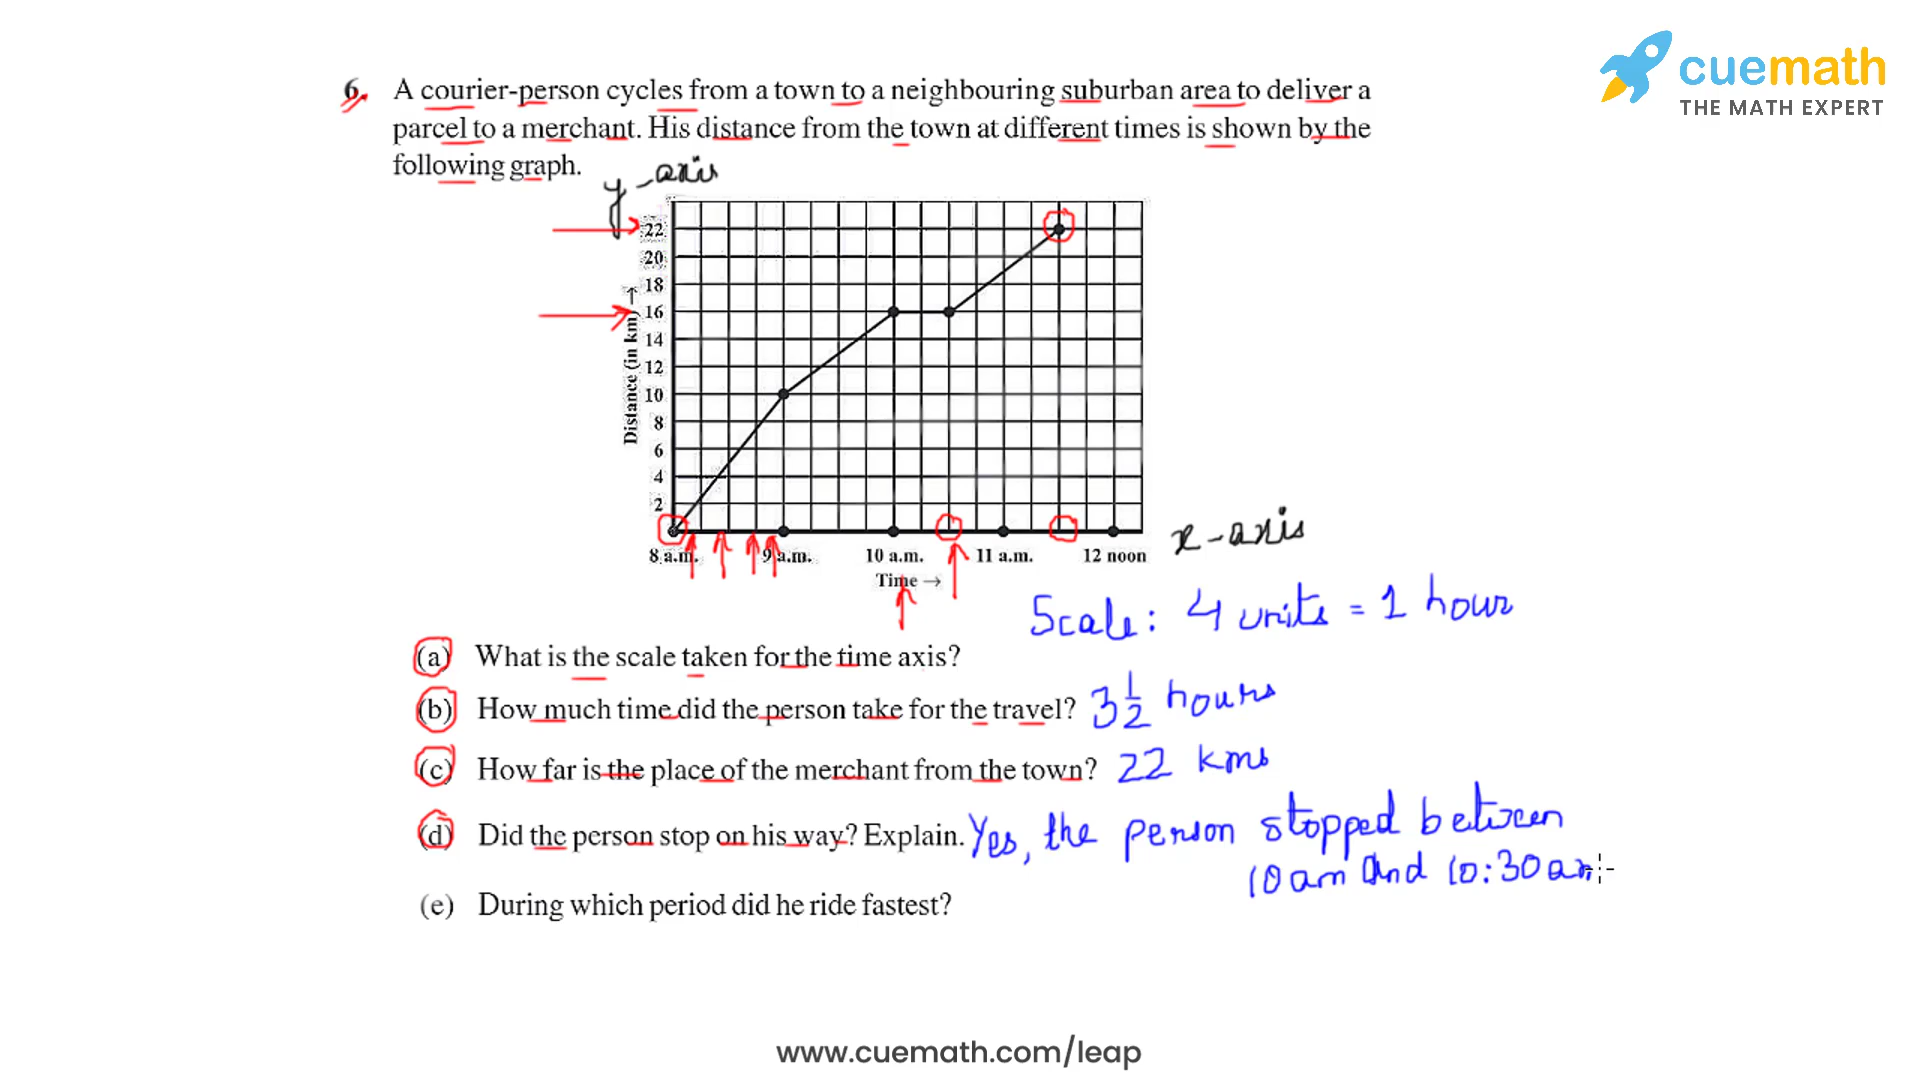 cuemath
THE MATH EXPERT
6. A courier-person cycles from a town to a neighbouring suburban area to deliver a
parcel to a merchant. His distance from the town at different times is shown by the
following graph.
y-axis
22
20
18
16
14
12
10
8
6
4
2
Distance (in km) →
8 a.m. 9 a.m. 10 a.m. 11 a.m. 12 noon
Time →
x-axis
Scale: 4 units = 1 hour
(a) What is the scale taken for the time axis?
(b) How much time did the person take for the travel? 3 1/2 hours
(c) How far is the place of the merchant from the town? 22 kms
(d) Did the person stop on his way? Explain. Yes, the person stopped between
10am and 10:30am
(e) During which period did he ride fastest?
www.cuemath.com/leap